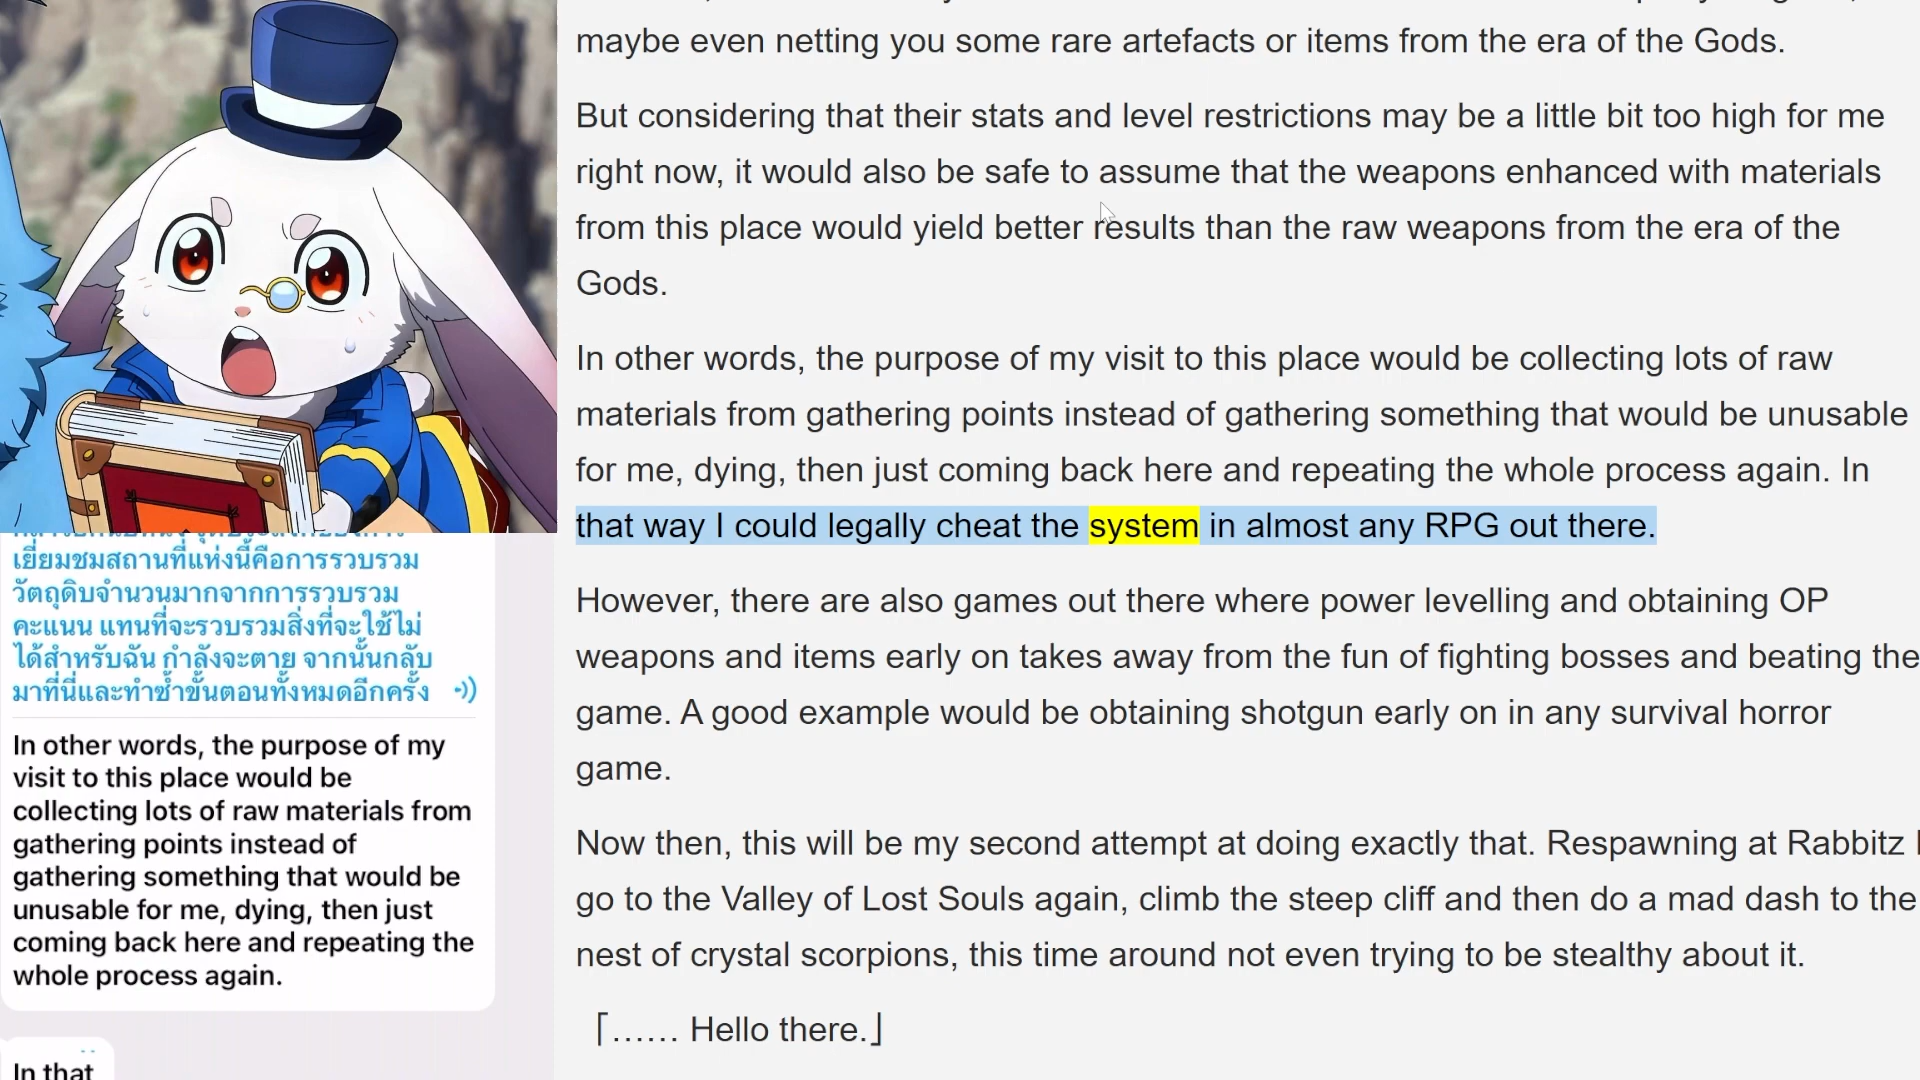 maybe even netting you some rare artefacts or items from the era of the Gods.
But considering that their stats and level restrictions may be a little bit too high for me
right now, it would also be safe to assume that the weapons enhanced with materials
from this place would yield better results than the raw weapons from the era of the
Gods.
In other words, the purpose of my visit to this place would be collecting lots of raw
materials from gathering points instead of gathering something that would be unusable
for me, dying, then just coming back here and repeating the whole process again. In
that way I could legally cheat the system in almost any RPG out there.
However, there are also games out there where power levelling and obtaining OP
weapons and items early on takes away from the fun of fighting bosses and beating the
game. A good example would be obtaining shotgun early on in any survival horror
game.
Now then, this will be my second attempt at doing exactly that. Respawning at Rabbitz I
go to the Valley of Lost Souls again, climb the steep cliff and then do a mad dash to the
nest of crystal scorpions, this time around not even trying to be stealthy about it.
「…… Hello there.」
เยี่ยมชมสถานที่แห่งนี้คือการรวบรวม
วัตถุดิบจำนวนมากจากการรวบรวม
คะแนน แทนที่จะรวบรวมสิ่งที่จะใช้ไม่
ได้สำหรับฉัน กำลังจะตาย จากนั้นกลับ
มาที่นี่และทำซ้ำขั้นตอนทั้งหมดอีกครั้ง
In other words, the purpose of my
visit to this place would be
collecting lots of raw materials from
gathering points instead of
gathering something that would be
unusable for me, dying, then just
coming back here and repeating the
whole process again.
In that